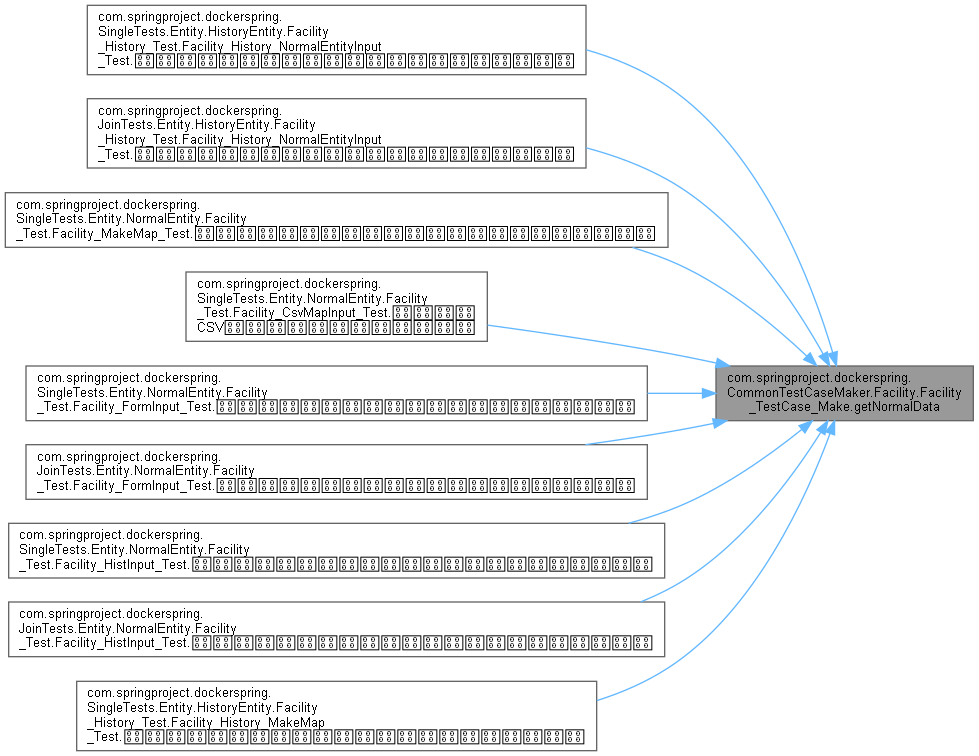 com.springproject.dockerspring.
SingleTests.Entity.HistoryEntity.Facility
_History_Test.Facility_History_NormalEntityInput
_Test.
com.springproject.dockerspring.
JoinTests.Entity.HistoryEntity.Facility
_History_Test.Facility_History_NormalEntityInput
_Test.
com.springproject.dockerspring.
SingleTests.Entity.NormalEntity.Facility
_Test.Facility_MakeMap_Test.
com.springproject.dockerspring.
SingleTests.Entity.NormalEntity.Facility
_Test.Facility_CsvMapInput_Test.
CSV
com.springproject.dockerspring.
SingleTests.Entity.NormalEntity.Facility
_Test.Facility_FormInput_Test.
com.springproject.dockerspring.
CommonTestCaseMaker.Facility.Facility
_TestCase_Make.getNormalData
com.springproject.dockerspring.
JoinTests.Entity.NormalEntity.Facility
_Test.Facility_FormInput_Test.
com.springproject.dockerspring.
SingleTests.Entity.NormalEntity.Facility
_Test.Facility_HistInput_Test.
com.springproject.dockerspring.
JoinTests.Entity.NormalEntity.Facility
_Test.Facility_HistInput_Test.
com.springproject.dockerspring.
SingleTests.Entity.HistoryEntity.Facility
_History_Test.Facility_History_MakeMap
_Test.